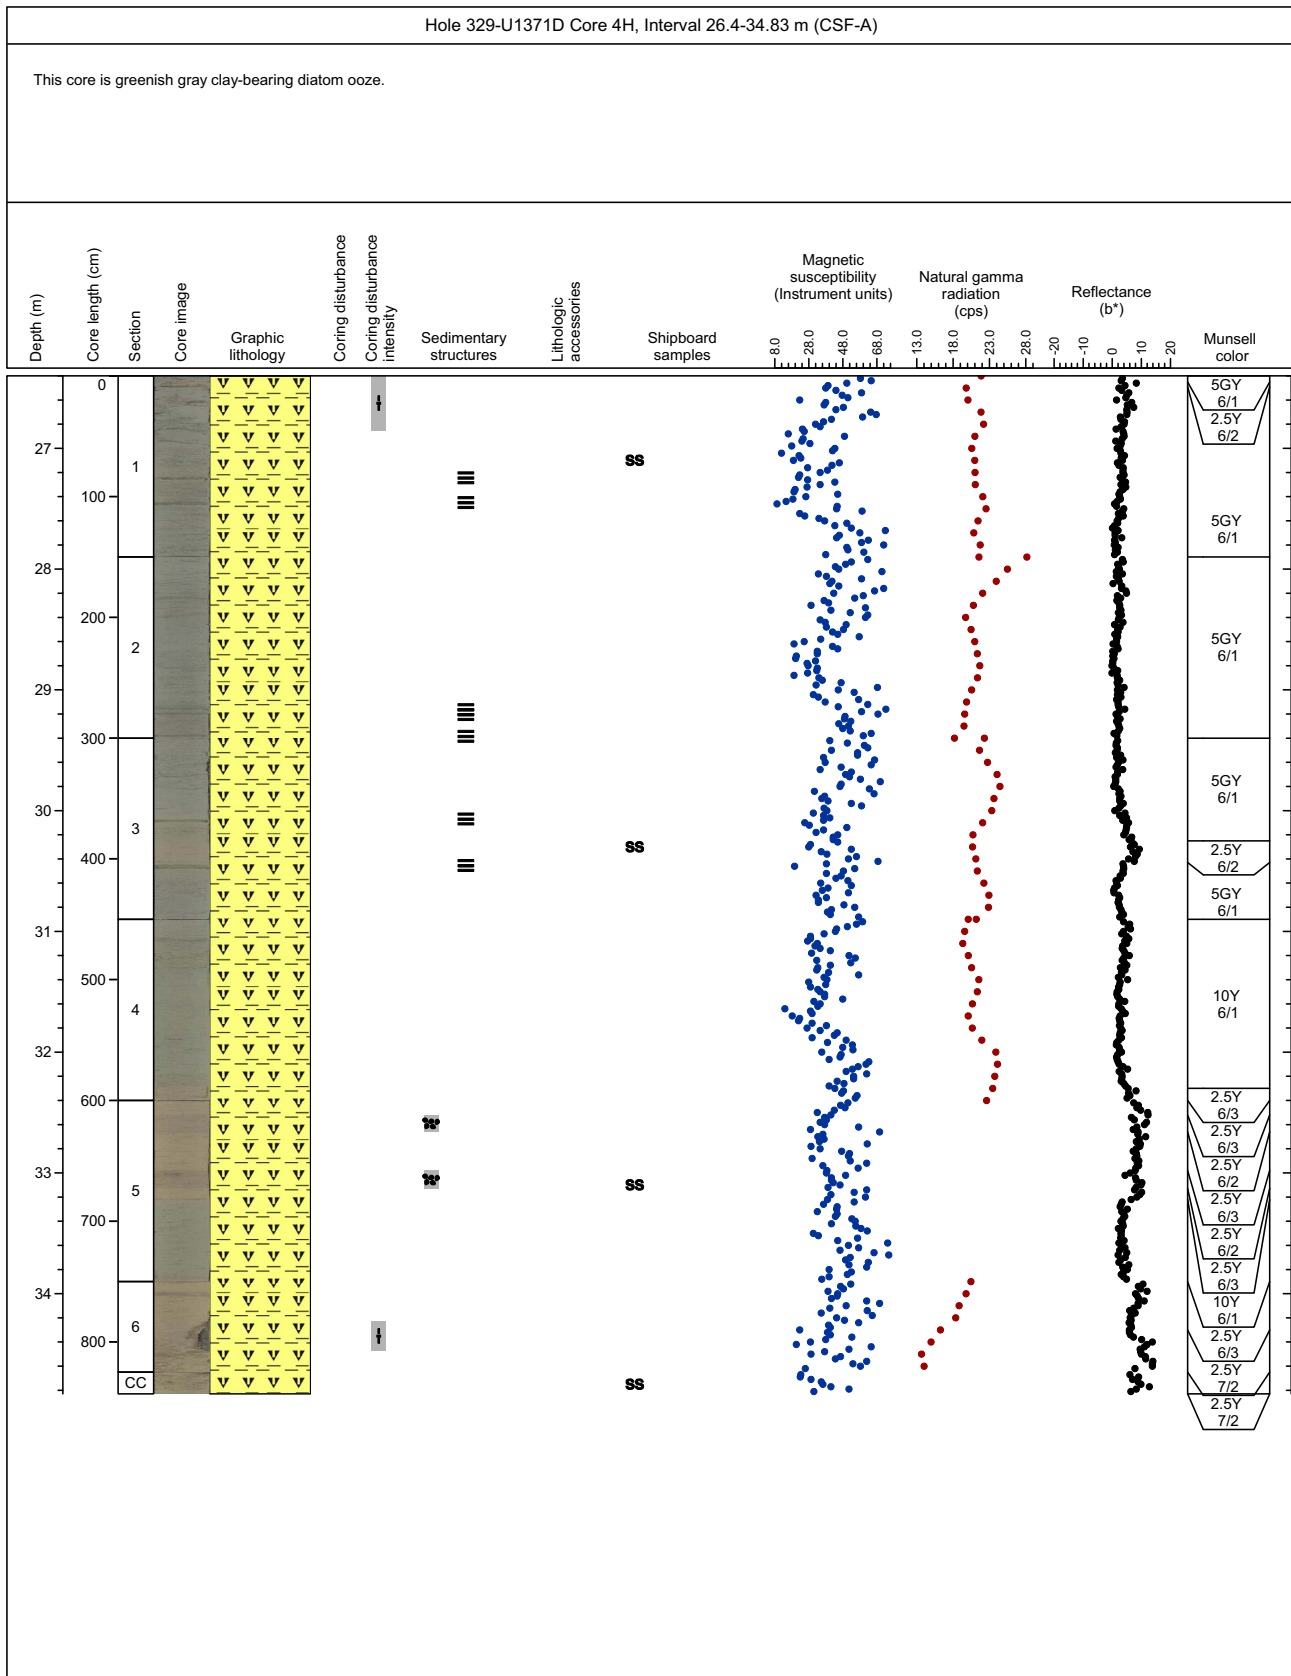 Hole 329-U1371D Core 4H, Interval 26.4-34.83 m (CSF-A)
This core is greenish gray clay-bearing diatom ooze.
Depth (m)
Core length (cm)
Section
Core image
Graphic
lithology
Coring disturbance
Coring disturbance
intensity
Sedimentary
structures
Lithologic
accessories
Shipboard
samples
Magnetic
susceptibility
(Instrument units)
8.0 28.0 48.0 68.0
Natural gamma
radiation
(cps)
13.0 18.0 23.0 28.0
Reflectance
(b*)
-20 -10 0 10 20
Munsell
color
0
5GY
6/1
2.5Y
6/2
27
1
SS
100
5GY
6/1
28
200
2
5GY
6/1
29
300
5GY
6/1
30
3
SS
400
2.5Y
6/2
5GY
6/1
31
500
4
10Y
6/1
32
600
2.5Y
6/3
2.5Y
6/3
33
2.5Y
6/2
5
SS
2.5Y
6/3
700
2.5Y
6/2
2.5Y
6/3
34
10Y
6/1
6
800
2.5Y
6/3
CC
SS
2.5Y
7/2
2.5Y
7/2